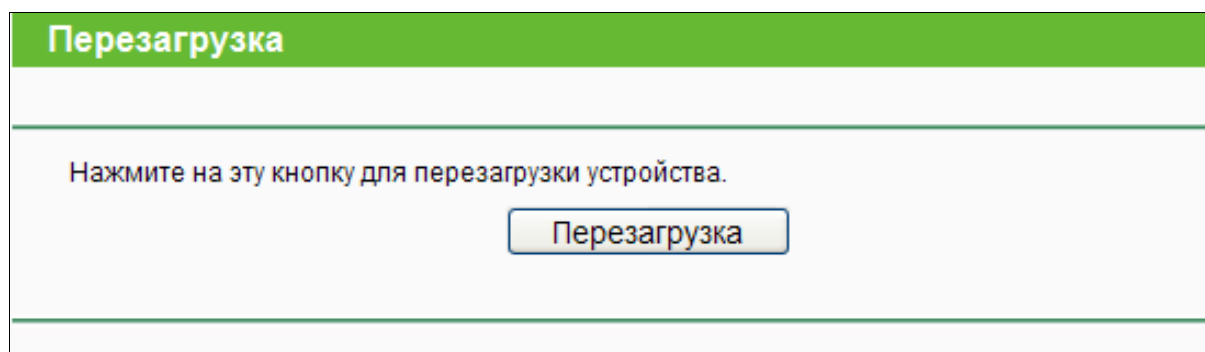 Перезагрузка
Нажмите на эту кнопку для перезагрузки устройства.
Перезагрузка